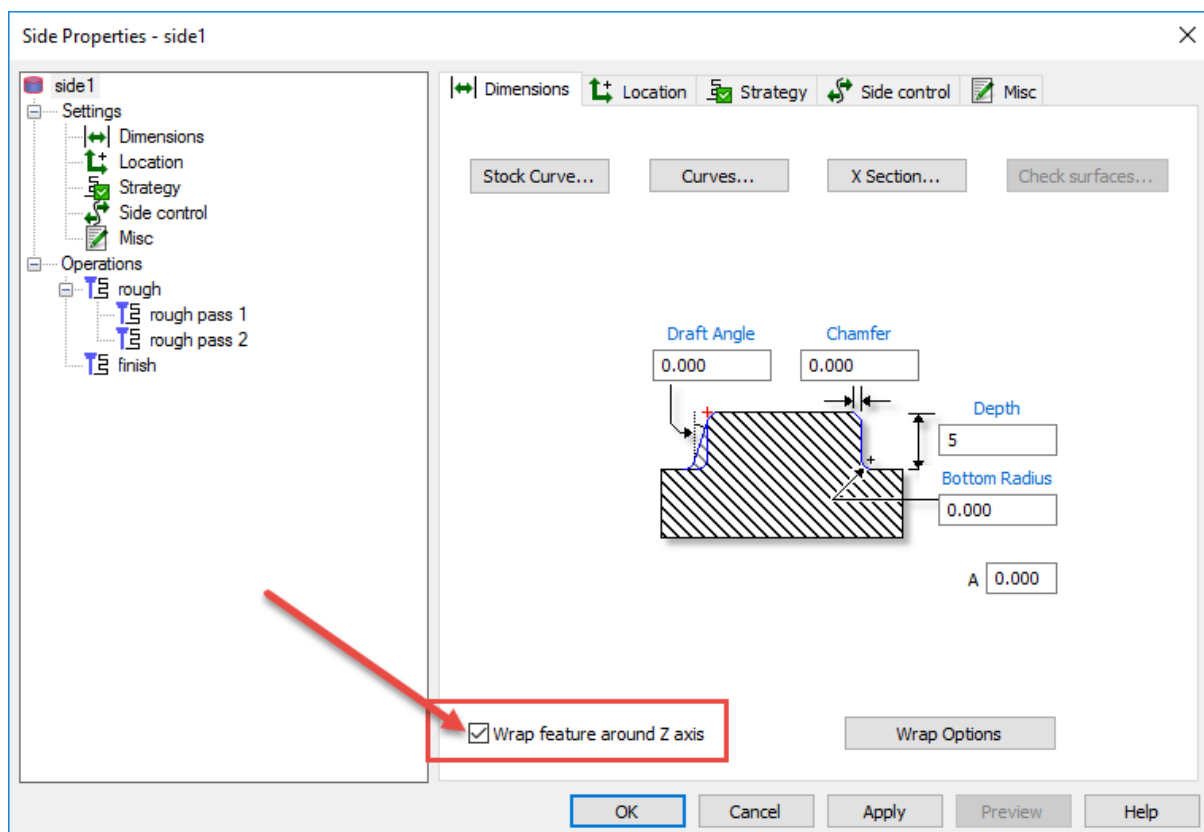 Side Properties - side1
side1
Settings
Dimensions
Location
Strategy
Side control
Misc
Operations
rough
rough pass 1
rough pass 2
finish
Dimensions Location Strategy Side control Misc
Stock Curve... Curves... X Section... Check surfaces...
Draft Angle Chamfer
0.000 0.000
Depth
5
Bottom Radius
0.000
A 0.000
Wrap feature around Z axis Wrap Options
OK Cancel Apply Preview Help